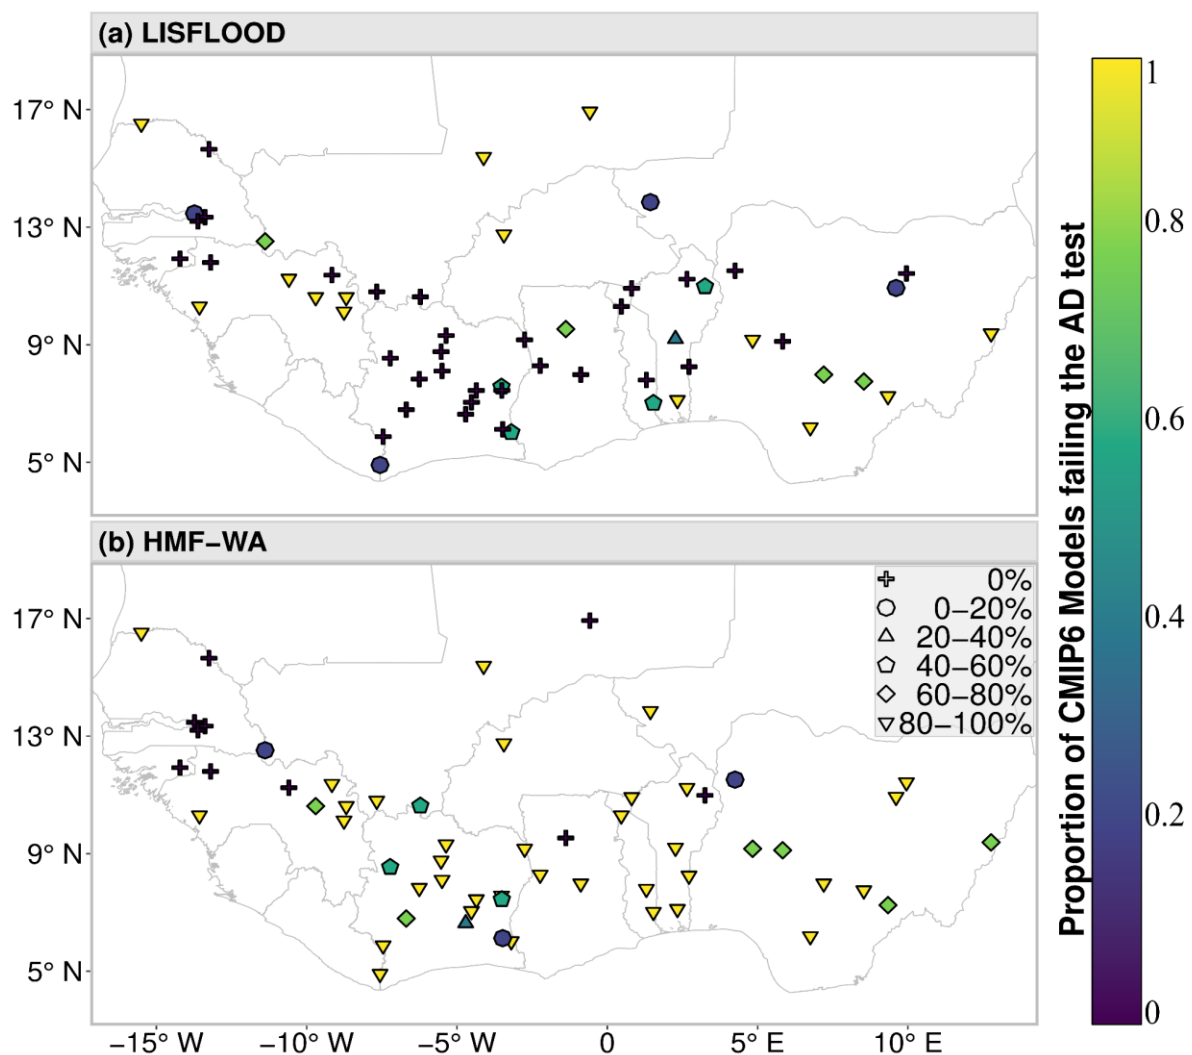 (a) LISFLOOD
17° N
13° N
9° N
5° N
(b) HMF−WA
17° N
13° N
9° N
5° N
0%
0−20%
20−40%
40−60%
60−80%
80−100%
−15° W
−10° W
−5° W
0
5° E
10° E
Proportion of CMIP6 Models failing the AD test
1
0.8
0.6
0.4
0.2
0